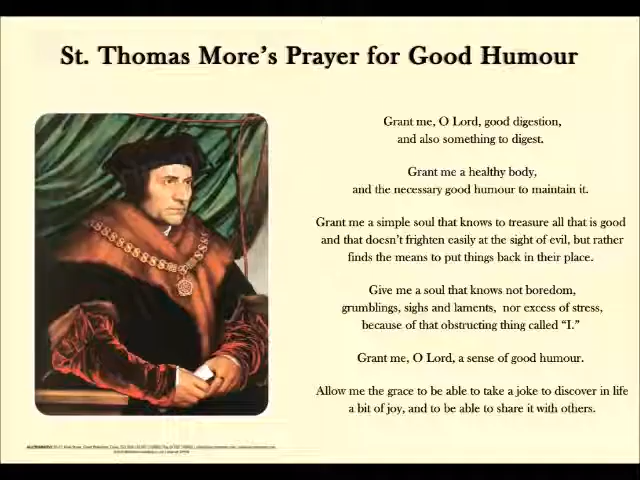 St. Thomas More's Prayer for Good Humour
Grant me, O Lord, good digestion,
and also something to digest.
Grant me a healthy body,
and the necessary good humour to maintain it.
Grant me a simple soul that knows to treasure all that is good
and that doesn't frighten easily at the sight of evil, but rather
finds the means to put things back in their place.
Give me a soul that knows not boredom,
grumblings, sighs and laments, nor excess of stress,
because of that obstructing thing called "I."
Grant me, O Lord, a sense of good humour.
Allow me the grace to be able to take a joke to discover in life
a bit of joy, and to be able to share it with others.